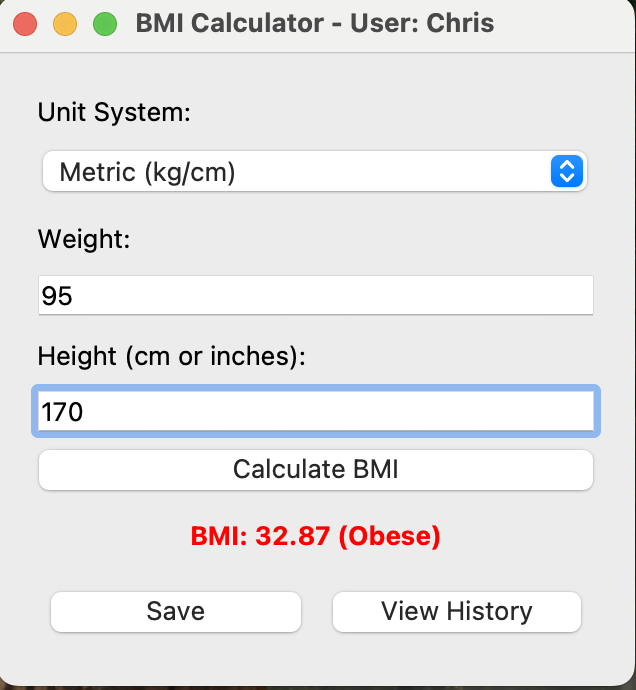 BMI Calculator - User: Chris
Unit System:
Metric (kg/cm)
Weight:
95
Height (cm or inches):
170
Calculate BMI
BMI: 32.87 (Obese)
Save
View History